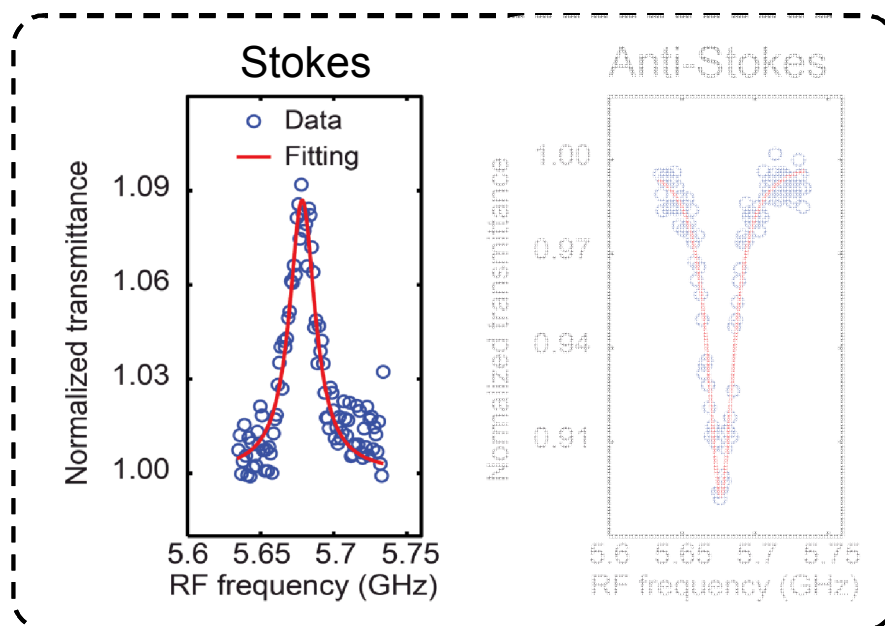 Stokes
Data
Fitting
Normalized transmittance
1.09
1.06
1.03
1.00
5.6 5.65 5.7 5.75
RF frequency (GHz)
Anti-Stokes
Normalized transmittance
1.00
0.97
0.94
0.91
5.6 5.65 5.7 5.75
RF frequency (GHz)